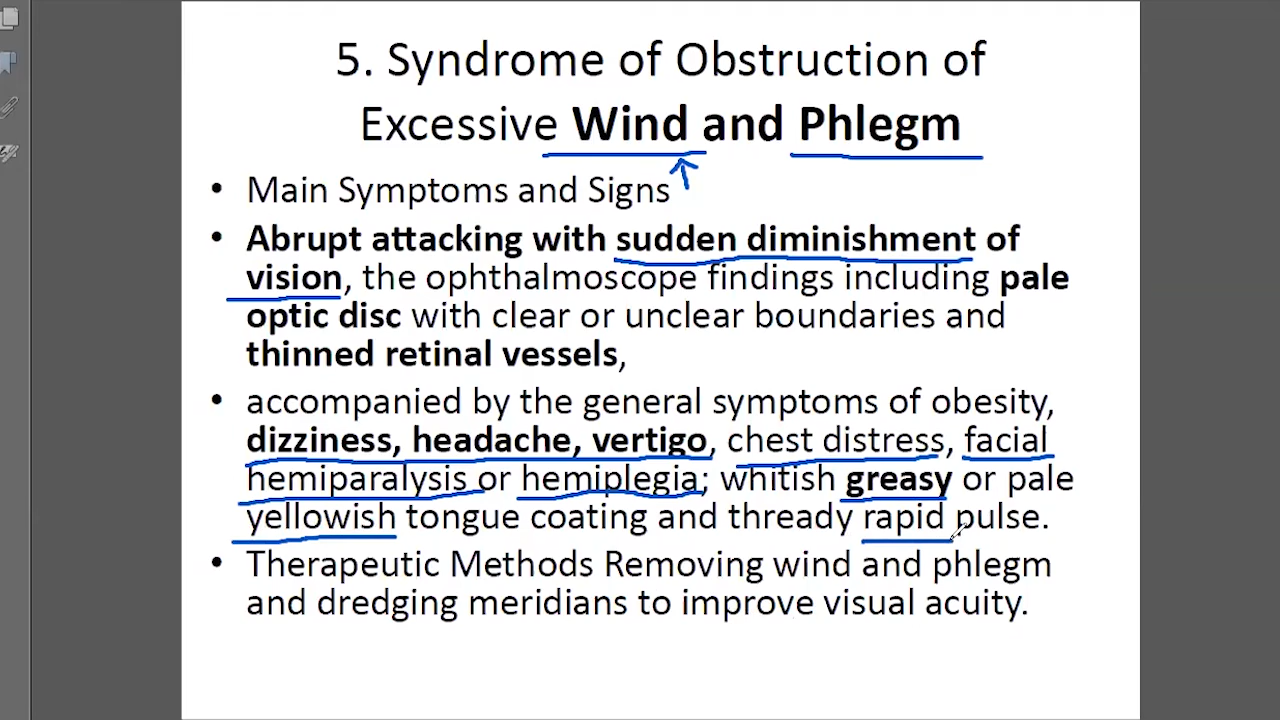 5. Syndrome of Obstruction of
Excessive Wind and Phlegm
• Main Symptoms and Signs
• Abrupt attacking with sudden diminishment of
vision, the ophthalmoscope findings including pale
optic disc with clear or unclear boundaries and
thinned retinal vessels,
• accompanied by the general symptoms of obesity,
dizziness, headache, vertigo, chest distress, facial
hemiparalysis or hemiplegia; whitish greasy or pale
yellowish tongue coating and thready rapid pulse.
• Therapeutic Methods Removing wind and phlegm
and dredging meridians to improve visual acuity.